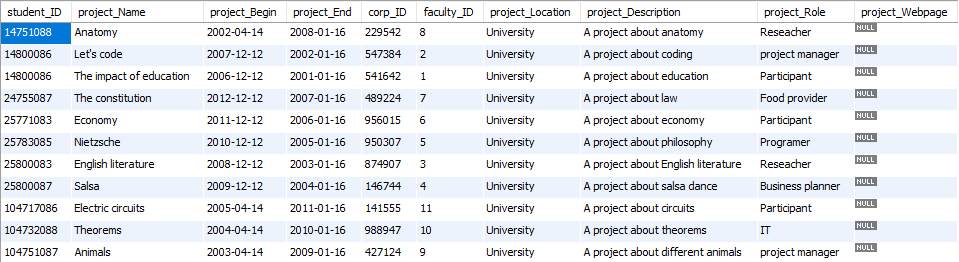 student_ID project_Name project_Begin project_End corp_ID faculty_ID project_Location project_Description project_Role project_Webpage
14751088 Anatomy 2002-04-14 2008-01-16 229542 8 University A project about anatomy Reseacher NULL
14800086 Let's code 2007-12-12 2002-01-16 547384 2 University A project about coding project manager NULL
14800086 The impact of education 2006-12-12 2001-01-16 541642 1 University A project about education Participant NULL
24755087 The constitution 2012-12-12 2007-01-16 489224 7 University A project about law Food provider NULL
25771083 Economy 2011-12-12 2006-01-16 956015 6 University A project about economy Participant NULL
25783085 Nietzsche 2010-12-12 2005-01-16 950307 5 University A project about philosophy Programer NULL
25800083 English literature 2008-12-12 2003-01-16 874907 3 University A project about English literature Reseacher NULL
25800087 Salsa 2009-12-12 2004-01-16 146744 4 University A project about salsa dance Business planner NULL
104717086 Electric circuits 2005-04-14 2011-01-16 141555 11 University A project about circuits Participant NULL
104732088 Theorems 2004-04-14 2010-01-16 988947 10 University A project about theorems IT NULL
104751087 Animals 2003-04-14 2009-01-16 427124 9 University A project about different animals project manager NULL